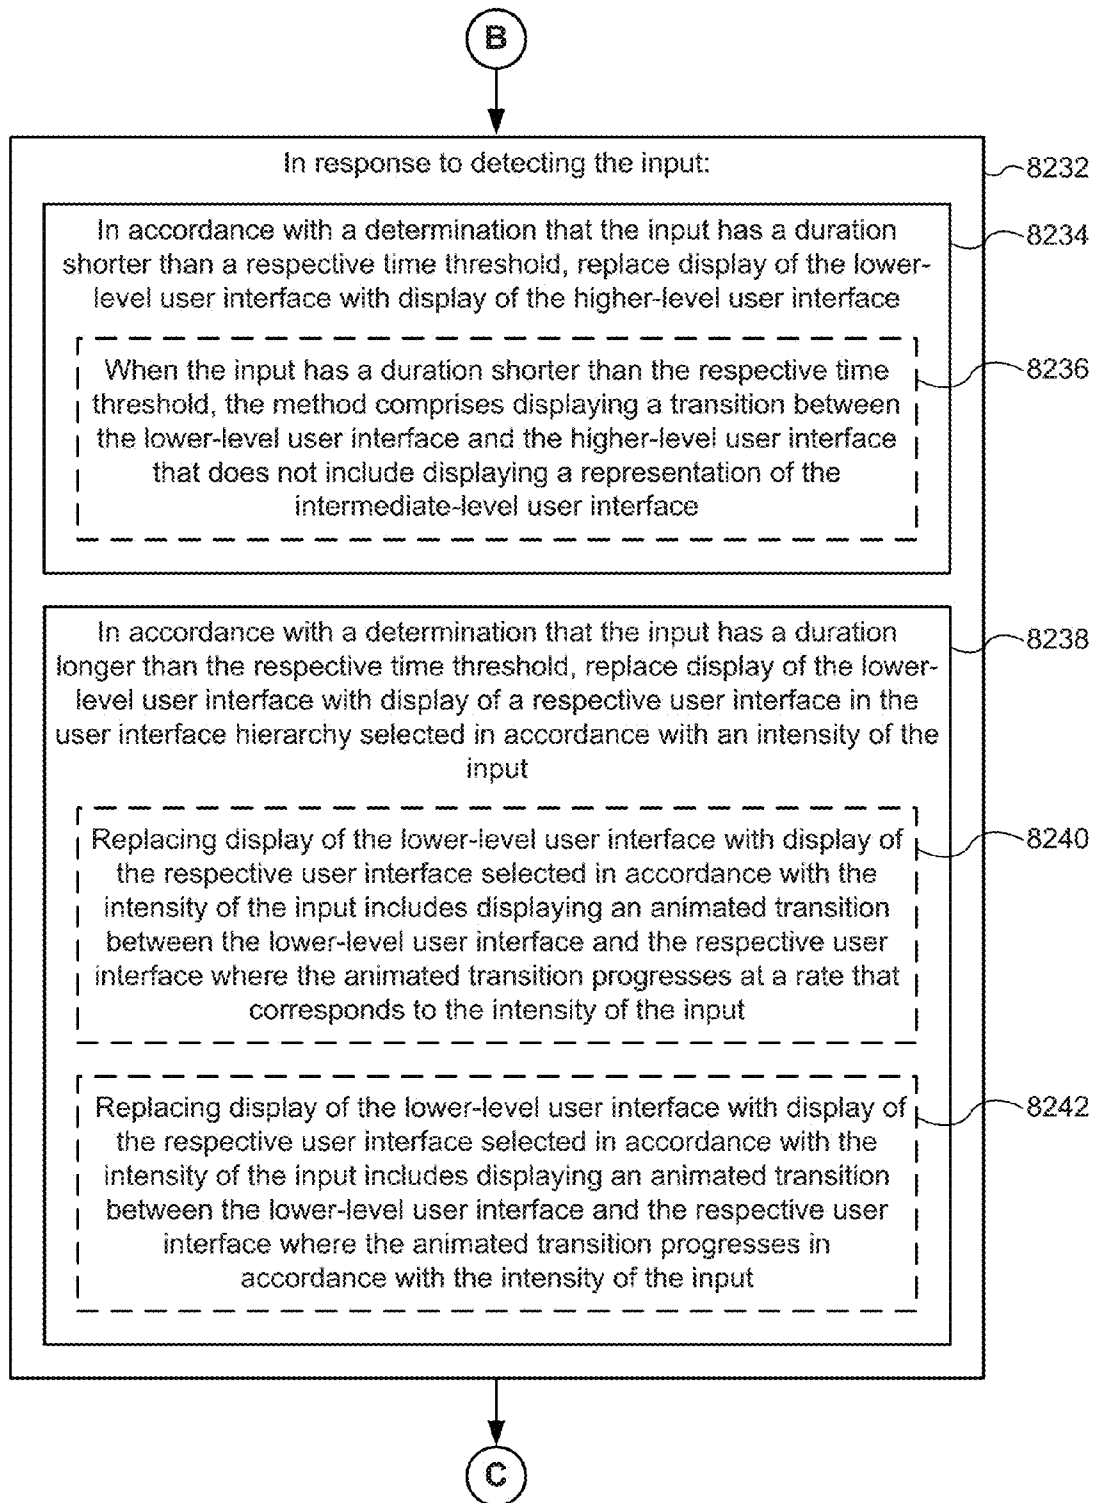 B
In response to detecting the input:
8232
In accordance with a determination that the input has a duration
shorter than a respective time threshold, replace display of the lower-
level user interface with display of the higher-level user interface
8234
When the input has a duration shorter than the respective time
threshold, the method comprises displaying a transition between
the lower-level user interface and the higher-level user interface
that does not include displaying a representation of the
intermediate-level user interface
8236
In accordance with a determination that the input has a duration
longer than the respective time threshold, replace display of the lower-
level user interface with display of a respective user interface in the
user interface hierarchy selected in accordance with an intensity of the
input
8238
Replacing display of the lower-level user interface with display of
the respective user interface selected in accordance with the
intensity of the input includes displaying an animated transition
between the lower-level user interface and the respective user
interface where the animated transition progresses at a rate that
corresponds to the intensity of the input
8240
Replacing display of the lower-level user interface with display of
the respective user interface selected in accordance with the
intensity of the input includes displaying an animated transition
between the lower-level user interface and the respective user
interface where the animated transition progresses in
accordance with the intensity of the input
8242
C